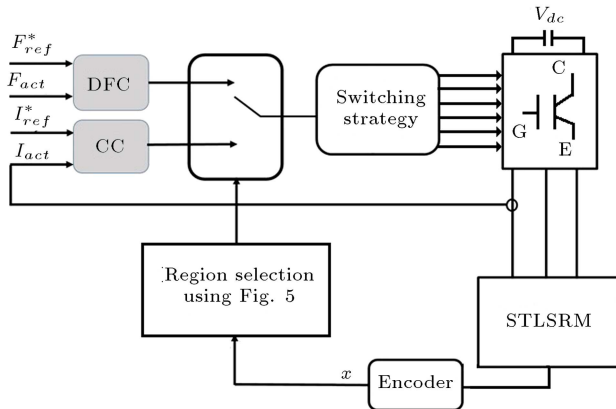 V_dc
F*_ref
F_act
DFC
I*_ref
I_act
CC
Switching
strategy
C
G
E
Region selection
using Fig. 5
STLSRM
x
Encoder